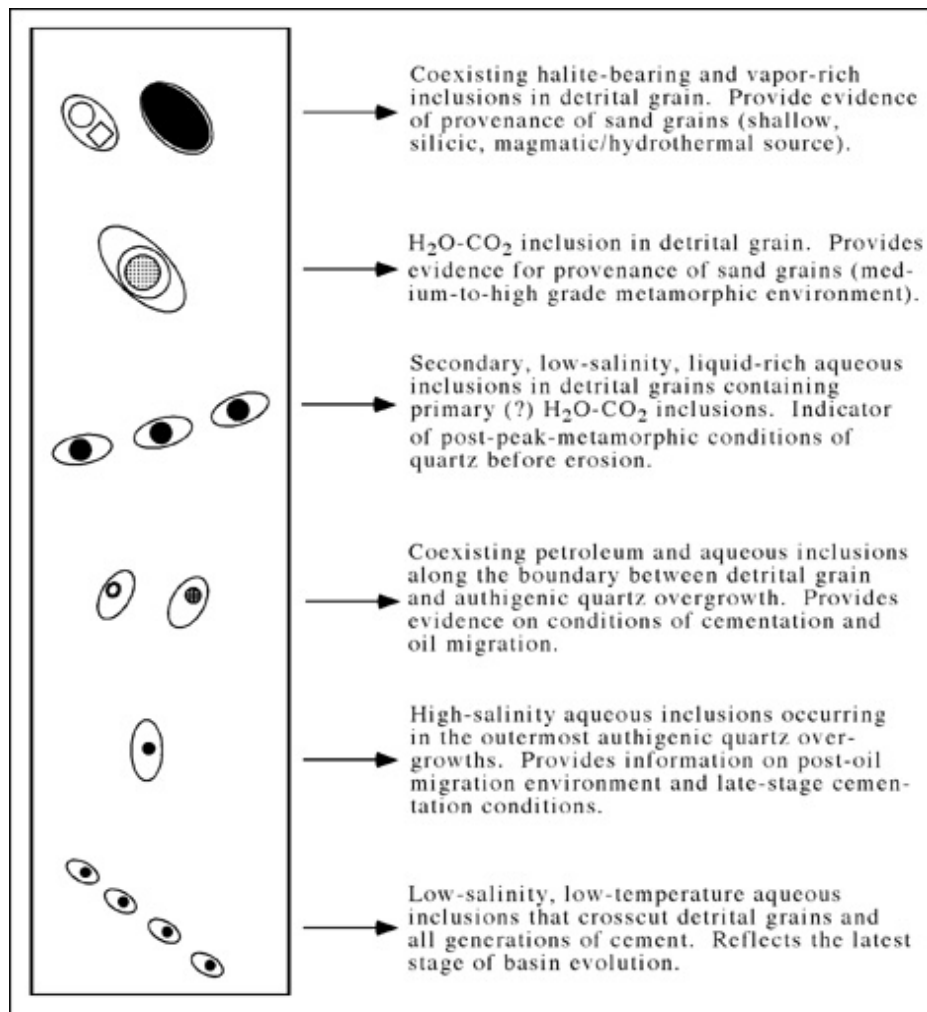 Coexisting halite-bearing and vapor-rich
inclusions in detrital grain. Provide evidence
of provenance of sand grains (shallow,
silicic, magmatic/hydrothermal source).
H₂O-CO₂ inclusion in detrital grain. Provides
evidence for provenance of sand grains (med-
ium-to-high grade metamorphic environment).
Secondary, low-salinity, liquid-rich aqueous
inclusions in detrital grains containing
primary (?) H₂O-CO₂ inclusions. Indicator
of post-peak-metamorphic conditions of
quartz before erosion.
Coexisting petroleum and aqueous inclusions
along the boundary between detrital grain
and authigenic quartz overgrowth. Provides
evidence on conditions of cementation and
oil migration.
High-salinity aqueous inclusions occurring
in the outermost authigenic quartz over-
growths. Provides information on post-oil
migration environment and late-stage cemen-
tation conditions.
Low-salinity, low-temperature aqueous
inclusions that crosscut detrital grains and
all generations of cement. Reflects the latest
stage of basin evolution.